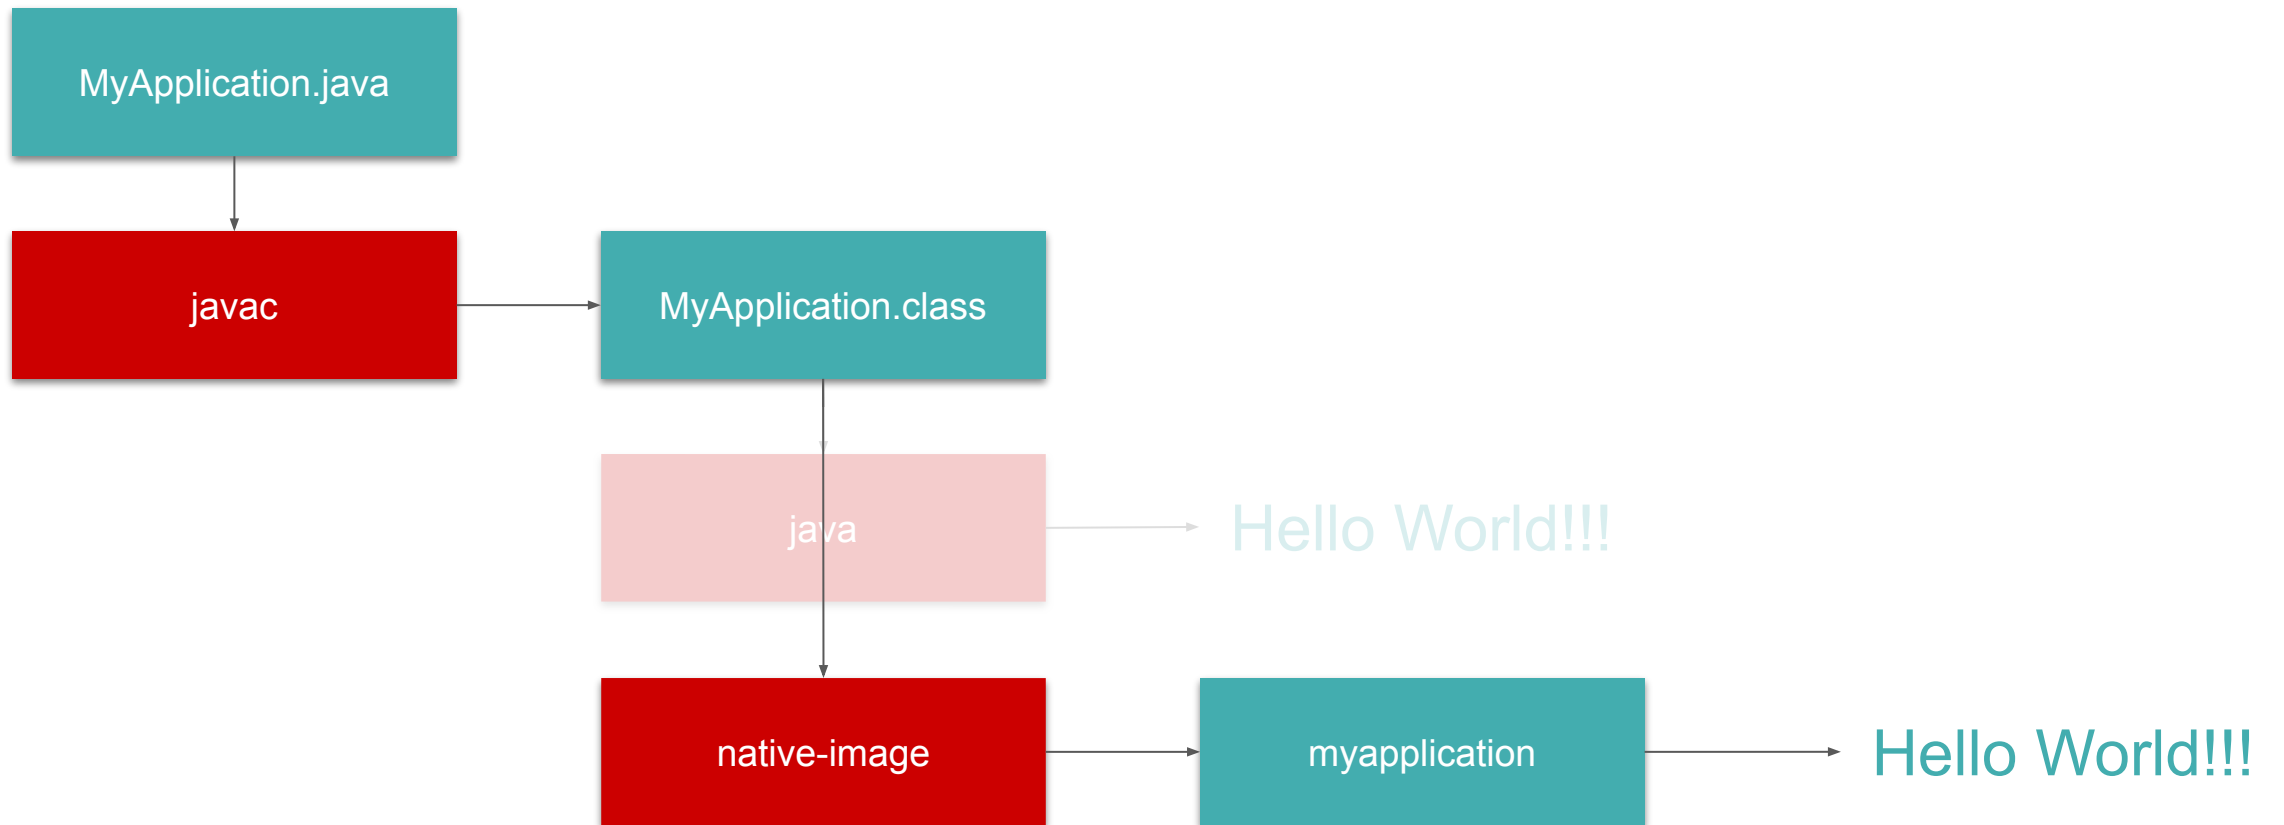 MyApplication.java
javac
MyApplication.class
java
Hello World!!!
native-image
myapplication
Hello World!!!